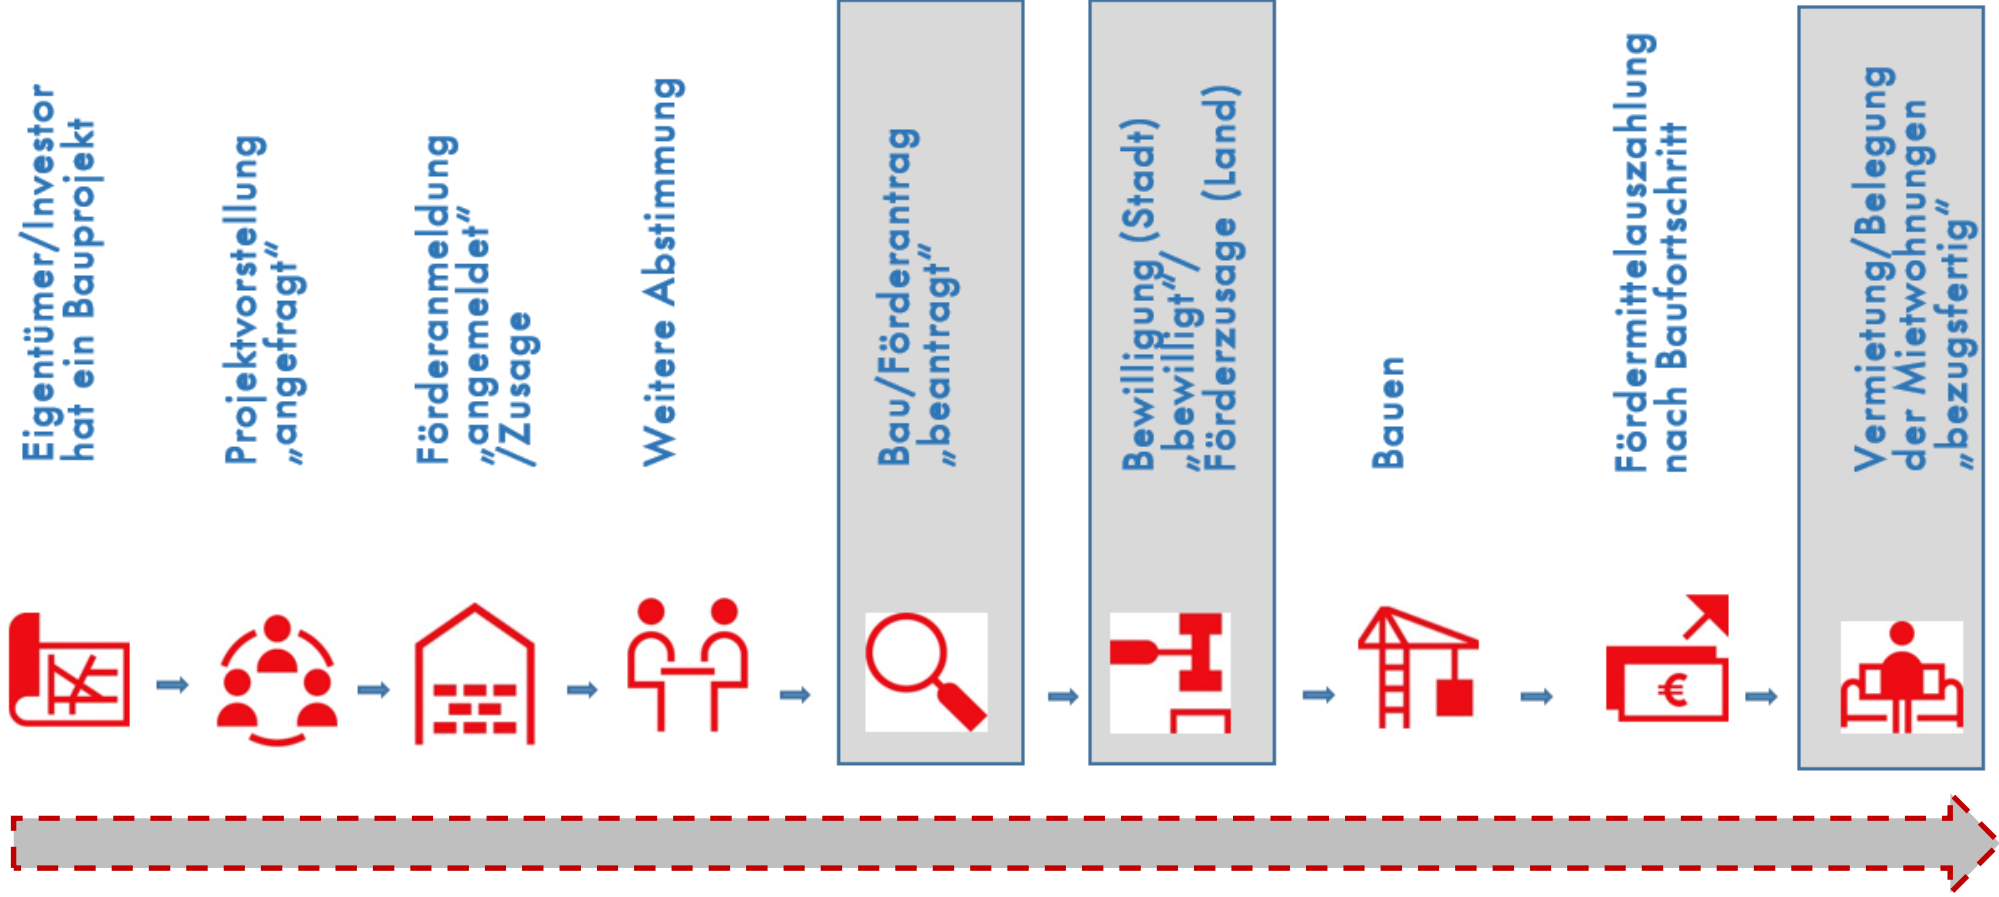 Eigentümer/Investor
hat ein Bauprojekt
Projektvorstellung
„angefragt“
Förderanmeldung
„angemeldet“
/Zusage
Weitere Abstimmung
Bau/Förderantrag
„beantragt“
Bewilligung (Stadt)
„bewilligt“/
Förderzusage (Land)
Bauen
Fördermittelauszahlung
nach Baufortschritt
Vermietung/Belegung
der Mietwohnungen
„bezugsfertig“
€